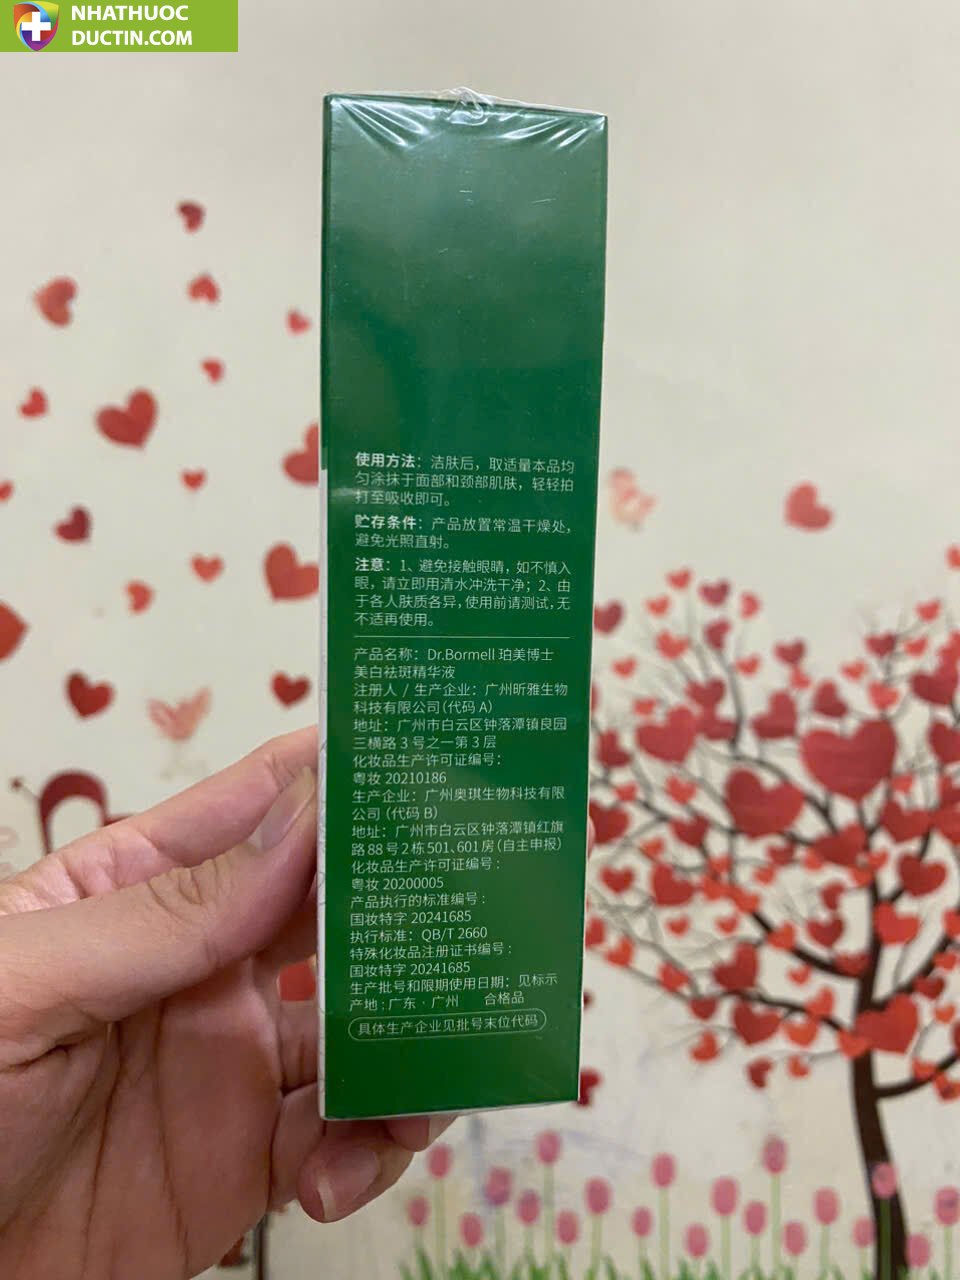 NHATHUOC
DUCTIN.COM
使用方法：洁肤后，取适量本品均
匀涂抹于面部和颈部肌肤，轻轻拍
打至吸收即可。
贮存条件：产品放置常温干燥处，
避免光照直射。
注意：1、避免接触眼睛，如不慎入
眼，请立即用清水冲洗干净；2、由
于各人肤质各异，使用前请测试，无
不适再使用。
产品名称：Dr.Bormell 珀美博士
美白祛斑精华液
注册人 / 生产企业：广州昕雅生物
科技有限公司（代码 A）
地址：广州市白云区钟落潭镇良园
三横路 3 号之一第 3 层
化妆品生产许可证编号：
粤妆 20210186
生产企业：广州奥琪生物科技有限
公司（代码 B）
地址：广州市白云区钟落潭镇红旗
路 88 号 2 栋 501、601 房（自主申报）
化妆品生产许可证编号：
粤妆 20200005
产品执行的标准编号：
国妆特字 20241685
执行标准：QB/T 2660
特殊化妆品注册证书编号：
国妆特字 20241685
生产批号和限期使用日期：见标示
产地：广东·广州 合格品
具体生产企业见批号末位代码